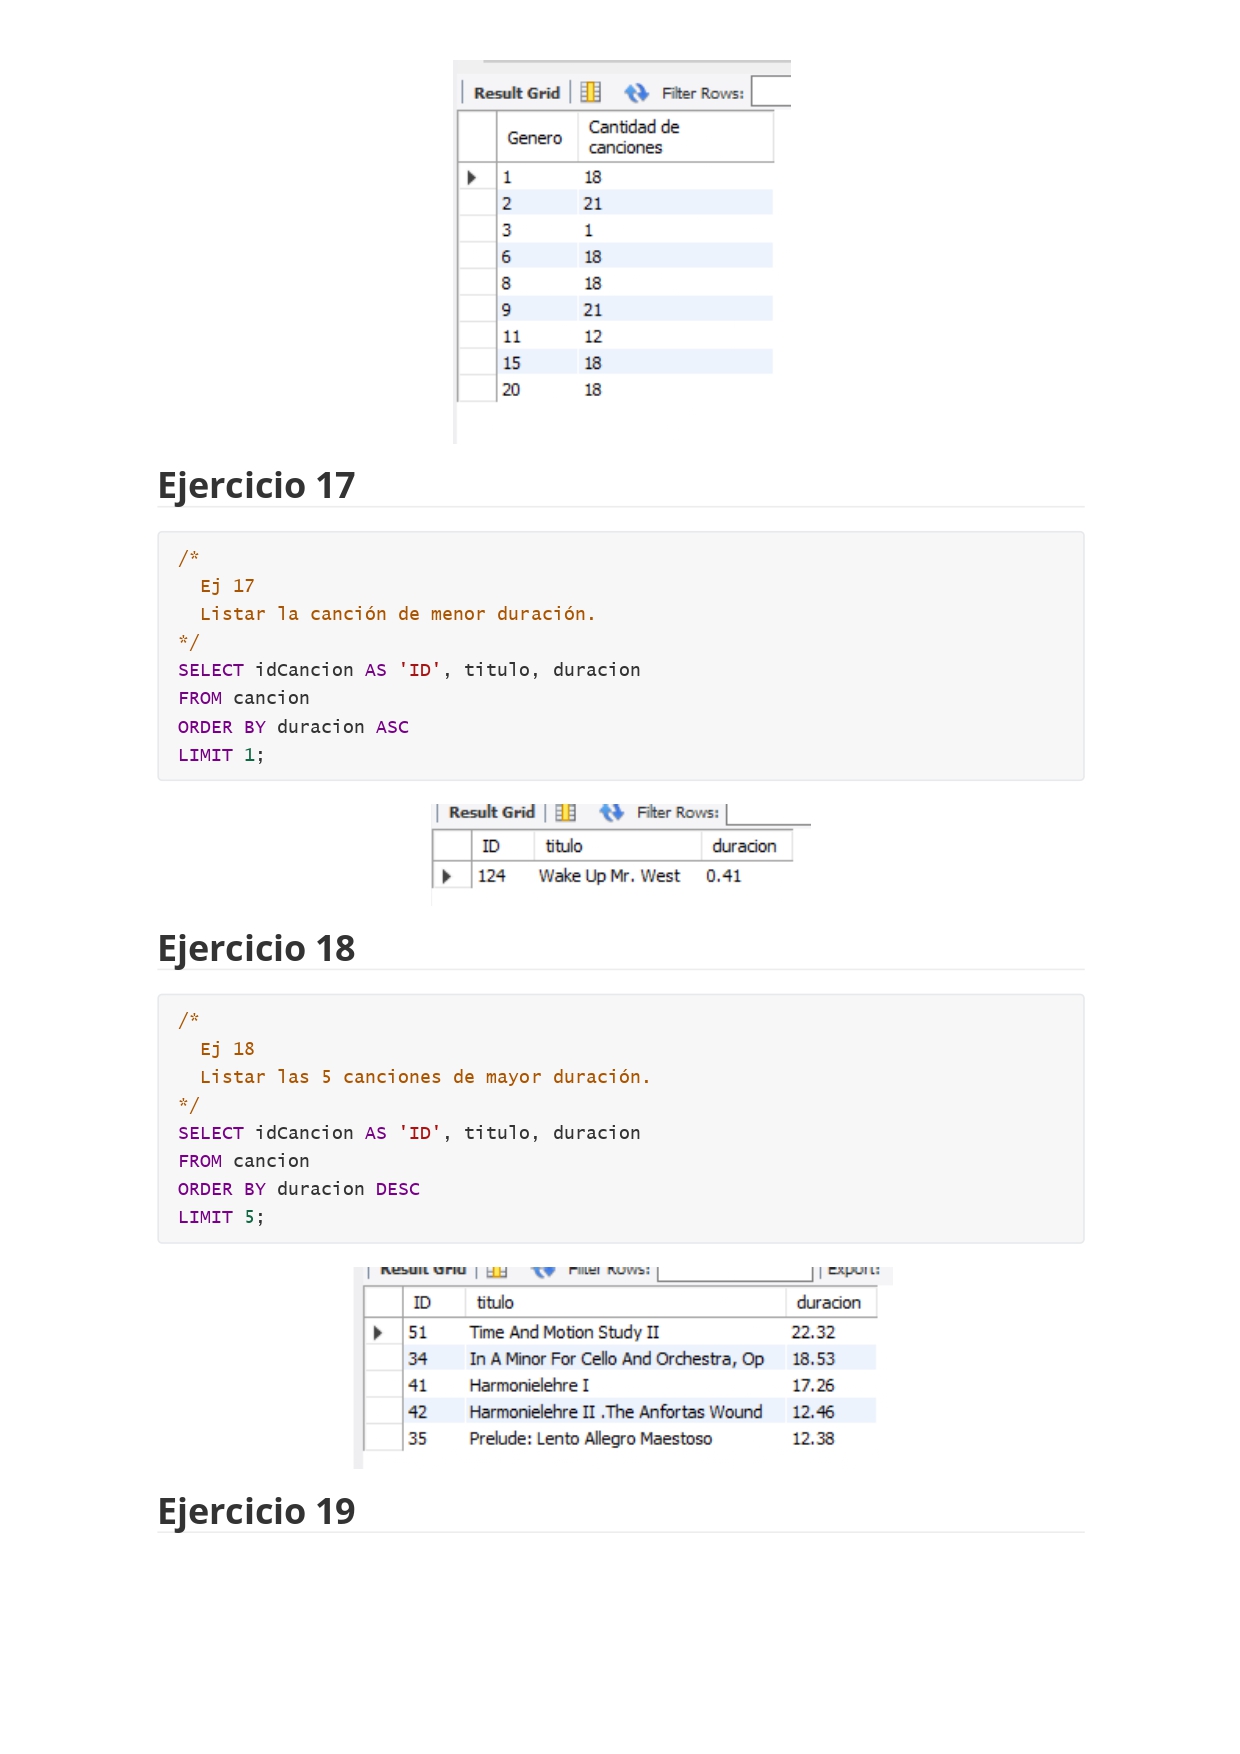 Result Grid Filter Rows:
Genero Cantidad de canciones
1 18
2 21
3 1
6 18
8 18
9 21
11 12
15 18
20 18
Ejercicio 17
/*
Ej 17
Listar la canción de menor duración.
*/
SELECT idCancion AS 'ID', titulo, duracion
FROM cancion
ORDER BY duracion ASC
LIMIT 1;
Result Grid Filter Rows:
ID titulo duracion
124 Wake Up Mr. West 0.41
Ejercicio 18
/*
Ej 18
Listar las 5 canciones de mayor duración.
*/
SELECT idCancion AS 'ID', titulo, duracion
FROM cancion
ORDER BY duracion DESC
LIMIT 5;
Result Grid Filter Rows: Export:
ID titulo duracion
51 Time And Motion Study II 22.32
34 In A Minor For Cello And Orchestra, Op 18.53
41 Harmonielehre I 17.26
42 Harmonielehre II .The Anfortas Wound 12.46
35 Prelude: Lento Allegro Maestoso 12.38
Ejercicio 19